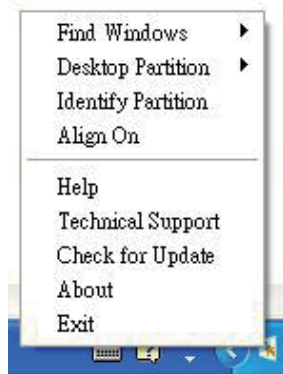 Find Windows
Desktop Partition
Identify Partition
Align On
Help
Technical Support
Check for Update
About
Exit